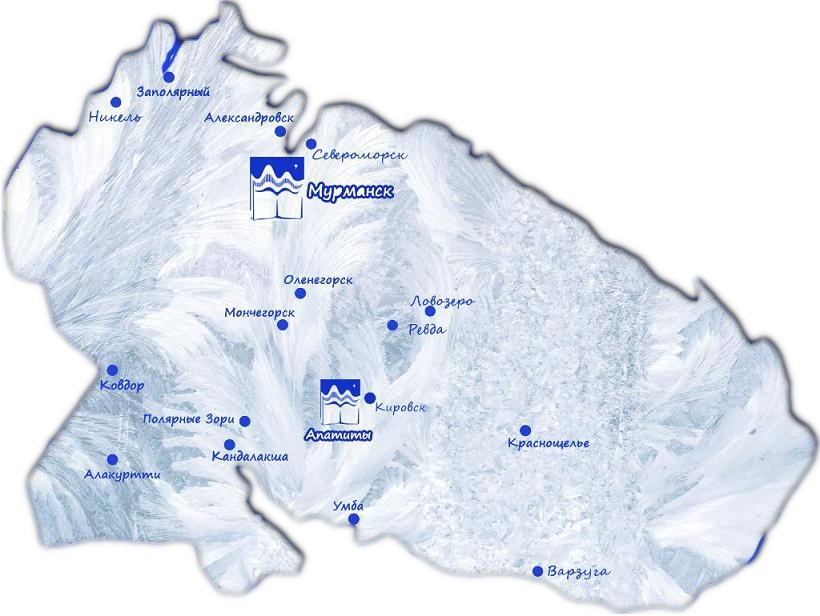 Заполярный
Никель
Александровск
Североморск
Мурманск
Оленегорск
Ловозеро
Мончегорск
Ревда
Ковдор
Кировск
Полярные Зори
Апатиты
Краснощелье
Кандалакша
Алакуртти
Умба
Варзуга